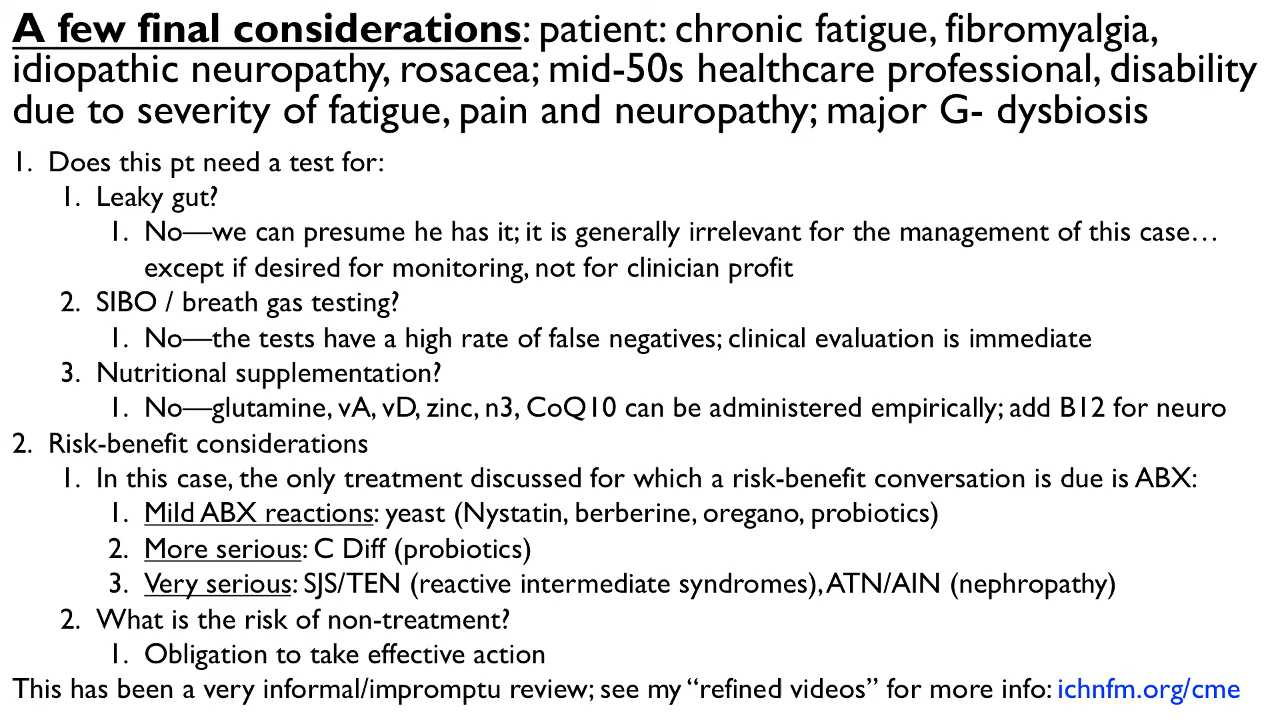 A few final considerations: patient: chronic fatigue, fibromyalgia,
idiopathic neuropathy, rosacea; mid-50s healthcare professional, disability
due to severity of fatigue, pain and neuropathy; major G- dysbiosis
1. Does this pt need a test for:
1. Leaky gut?
1. No—we can presume he has it; it is generally irrelevant for the management of this case…
except if desired for monitoring, not for clinician profit
2. SIBO / breath gas testing?
1. No—the tests have a high rate of false negatives; clinical evaluation is immediate
3. Nutritional supplementation?
1. No—glutamine, vA, vD, zinc, n3, CoQ10 can be administered empirically; add B12 for neuro
2. Risk-benefit considerations
1. In this case, the only treatment discussed for which a risk-benefit conversation is due is ABX:
1. Mild ABX reactions: yeast (Nystatin, berberine, oregano, probiotics)
2. More serious: C Diff (probiotics)
3. Very serious: SJS/TEN (reactive intermediate syndromes), ATN/AIN (nephropathy)
2. What is the risk of non-treatment?
1. Obligation to take effective action
This has been a very informal/impromptu review; see my “refined videos” for more info: ichnfm.org/cme